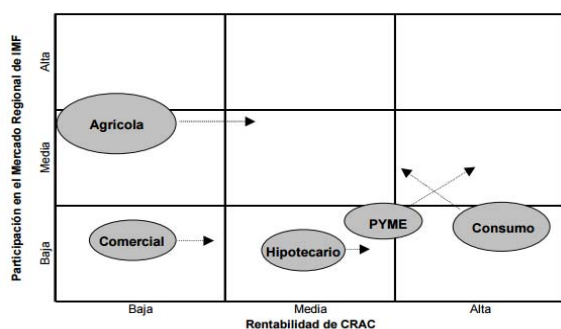 Participación en el Mercado Regional de IMF
Alta
Media
Baja
Agrícola
Comercial
Hipotecario
PYME
Consumo
Baja
Media
Alta
Rentabilidad de CRAC